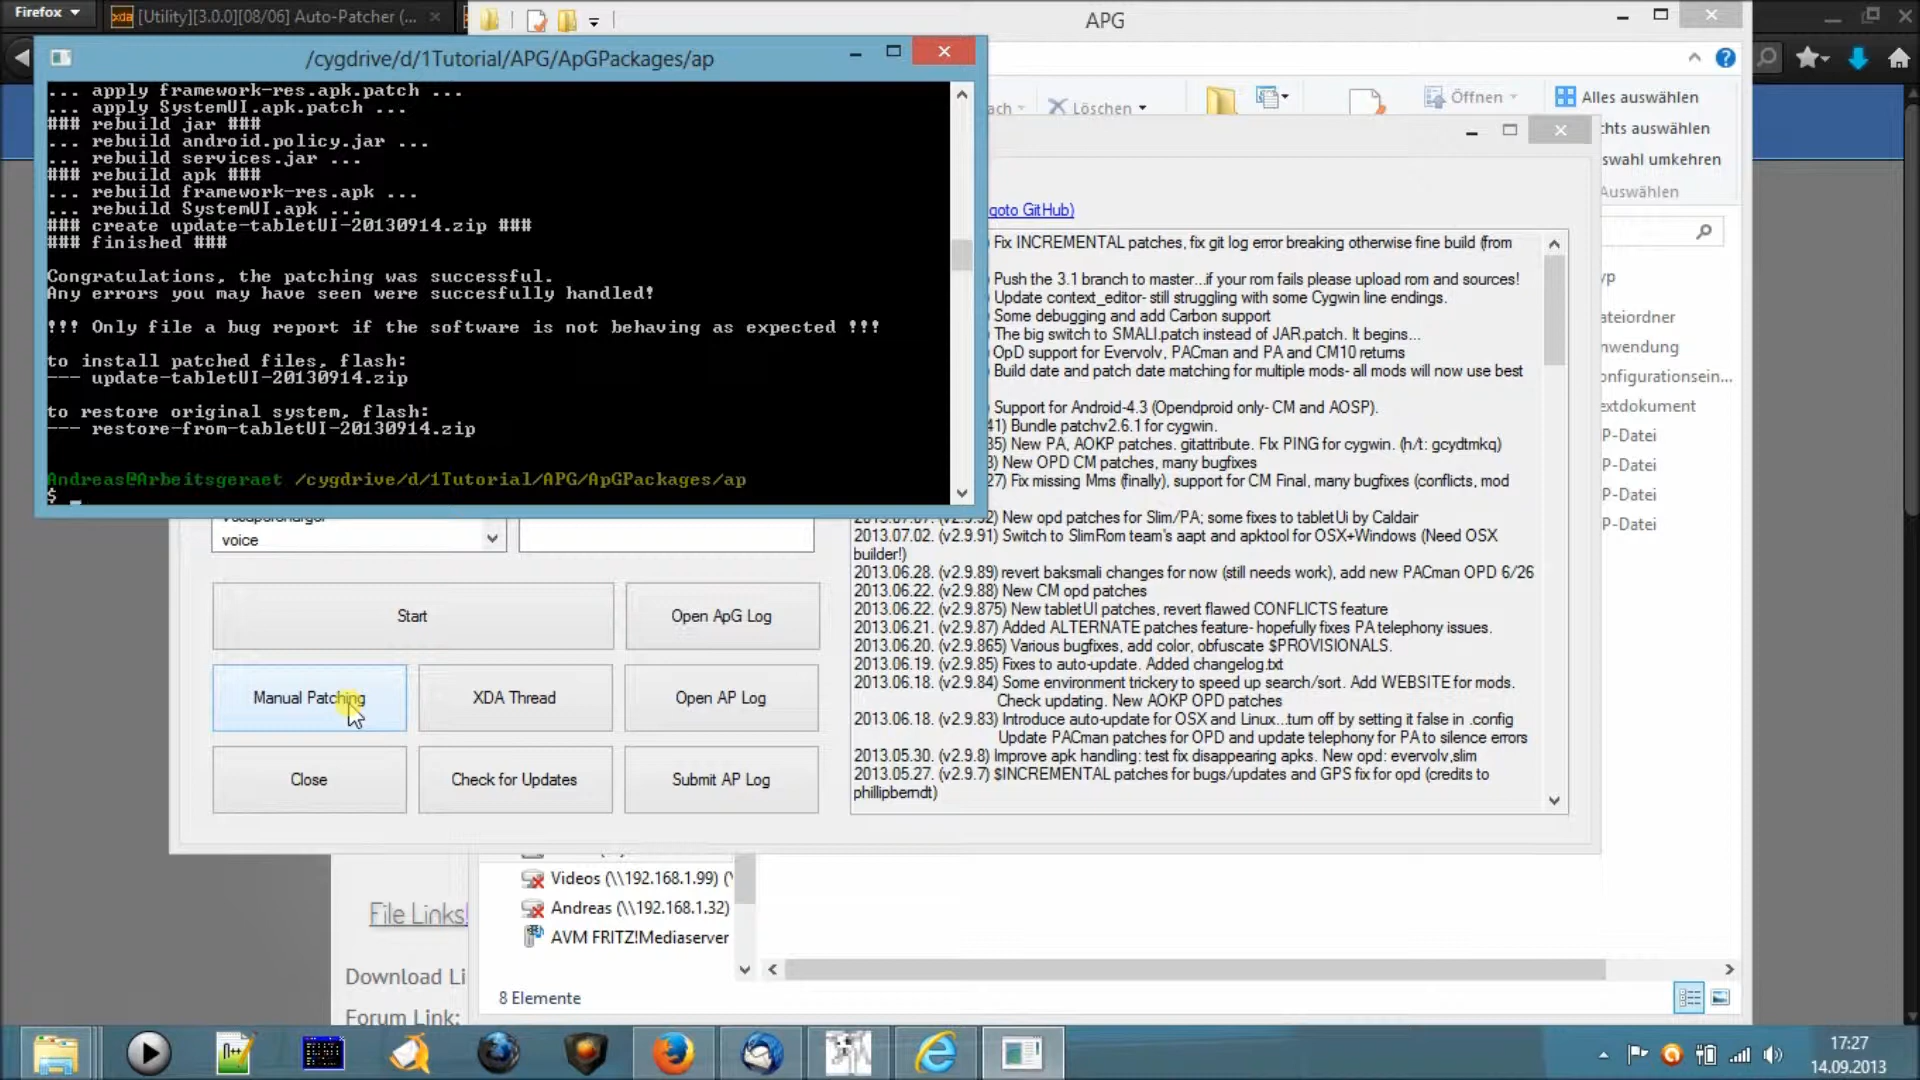 Firefox
[Utility][3.0.0][08/06] Auto-Patcher (...
APG
/cygdrive/d/1Tutorial/APG/ApGPackages/ap
... apply framework-res.apk.patch ...
... apply SystemUI.apk.patch ...
### rebuild jar ###
... rebuild android.policy.jar ...
... rebuild services.jar ...
### rebuild apk ###
... rebuild framework-res.apk ...
... rebuild SystemUI.apk ...
### create update-tabletUI-20130914.zip ###
### finished ###
Congratulations, the patching was successful.
Any errors you may have seen were succesfully handled!
!!! Only file a bug report if the software is not behaving as expected !!!
to install patched files, flash:
--- update-tabletUI-20130914.zip
to restore original system, flash:
--- restore-from-tabletUI-20130914.zip
Andreas@Arbeitsgeraet /cygdrive/d/1Tutorial/APG/ApGPackages/ap
$ _
ach
Löschen
Öffnen
Alles auswählen
chts auswählen
swahl umkehren
Auswählen
goto GitHub)
Fix INCREMENTAL patches, fix git log error breaking otherwise fine build (from
Push the 3.1 branch to master...if your rom fails please upload rom and sources!
Update context_editor- still struggling with some Cygwin line endings.
Some debugging and add Carbon support
The big switch to SMALI.patch instead of JAR.patch. It begins...
OpD support for Evervolv, PACman and PA and CM10 returns
Build date and patch date matching for multiple mods- all mods will now use best
Support for Android-4.3 (Opendproid only- CM and AOSP).
41) Bundle patchv2.6.1 for cygwin.
35) New PA, AOKP patches. gitattribute. FIx PING for cygwin. (h/t: gcydtmkq)
3) New OPD CM patches, many bugfixes
27) Fix missing Mms (finally), support for CM Final, many bugfixes (conflicts, mod
2013.07.07. (v2.9.92) New opd patches for Slim/PA; some fixes to tabletUi by Caldair
2013.07.02. (v2.9.91) Switch to SlimRom team's aapt and apktool for OSX+Windows (Need OSX
builder!)
2013.06.28. (v2.9.89) revert baksmali changes for now (still needs work), add new PACman OPD 6/26
2013.06.22. (v2.9.88) New CM opd patches
2013.06.22. (v2.9.875) New tabletUI patches, revert flawed CONFLICTS feature
2013.06.21. (v2.9.87) Added ALTERNATE patches feature- hopefully fixes PA telephony issues.
2013.06.20. (v2.9.865) Various bugfixes, add color, obfuscate $PROVISIONALS.
2013.06.19. (v2.9.85) Fixes to auto-update. Added changelog.txt
2013.06.18. (v2.9.84) Some environment trickery to speed up search/sort. Add WEBSITE for mods.
Check updating. New AOKP OPD patches
2013.06.18. (v2.9.83) Introduce auto-update for OSX and Linux...turn off by setting it false in .config
Update PACman patches for OPD and update telephony for PA to silence errors
2013.05.30. (v2.9.8) Improve apk handling: test fix disappearing apks. New opd: evervolv,slim
2013.05.27. (v2.9.7) $INCREMENTAL patches for bugs/updates and GPS fix for opd (credits to
phillipberndt)
yp
ateiordner
nwendung
onfigurationsein...
extdokument
P-Datei
P-Datei
P-Datei
P-Datei
voice
Start
Open ApG Log
Manual Patching
XDA Thread
Open AP Log
Close
Check for Updates
Submit AP Log
File Links!
Download Li
Forum Link:
Videos (\\192.168.1.99) ('
Andreas (\\192.168.1.32)
AVM FRITZ!Mediaserver
8 Elemente
17:27
14.09.2013